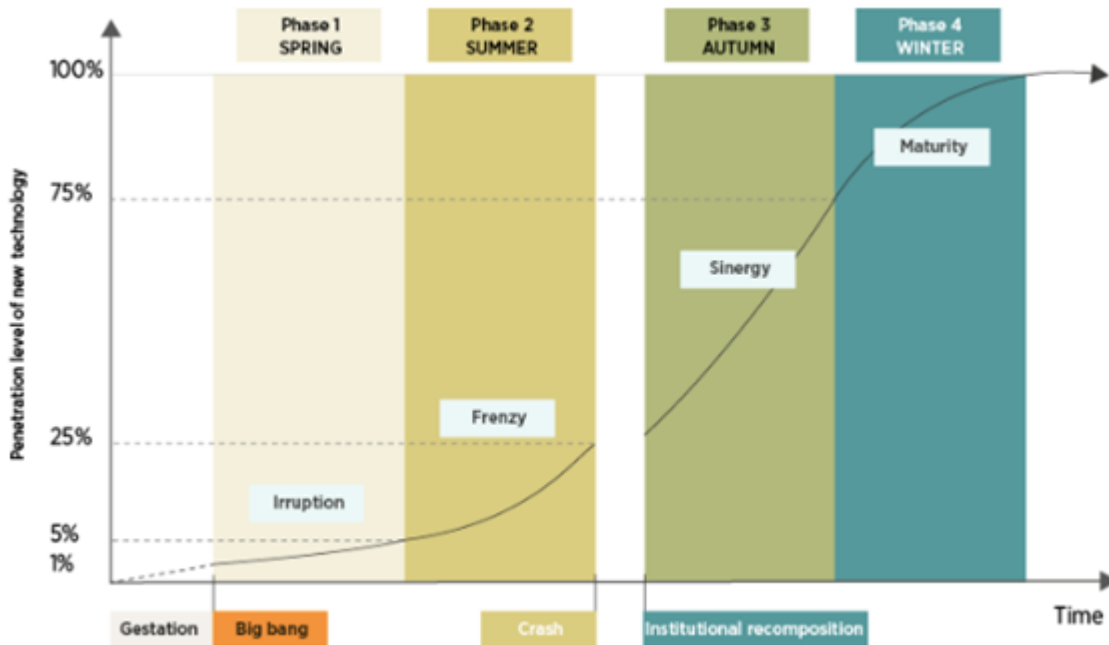 Phase 1
SPRING
Phase 2
SUMMER
Phase 3
AUTUMN
Phase 4
WINTER
100%
Maturity
75%
Sinergy
Frenzy
25%
Irruption
5%
1%
Penetration level of new technology
Time
Gestation
Big bang
Crash
Institutional recomposition